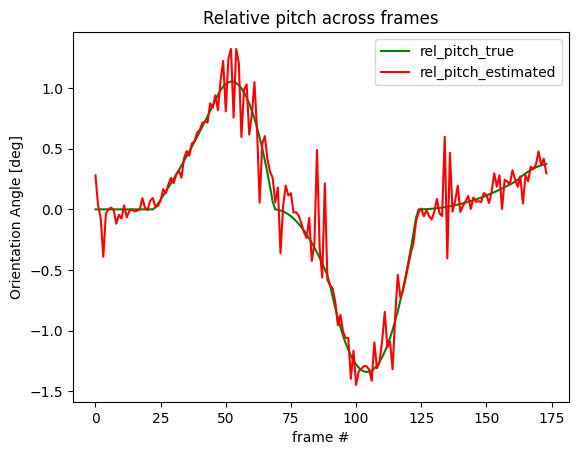 Relative pitch across frames
rel_pitch_true
rel_pitch_estimated
Orientation Angle [deg]
1.0
0.5
0.0
−0.5
−1.0
−1.5
0 25 50 75 100 125 150 175
frame #